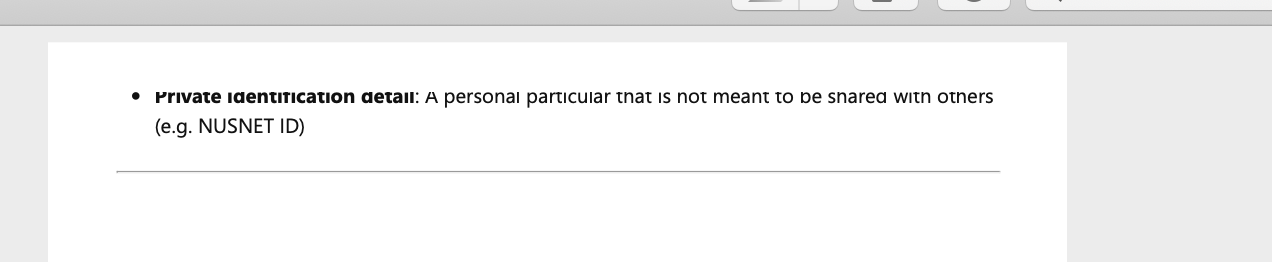 • Private identification detail: A personal particular that is not meant to be shared with others
(e.g. NUSNET ID)